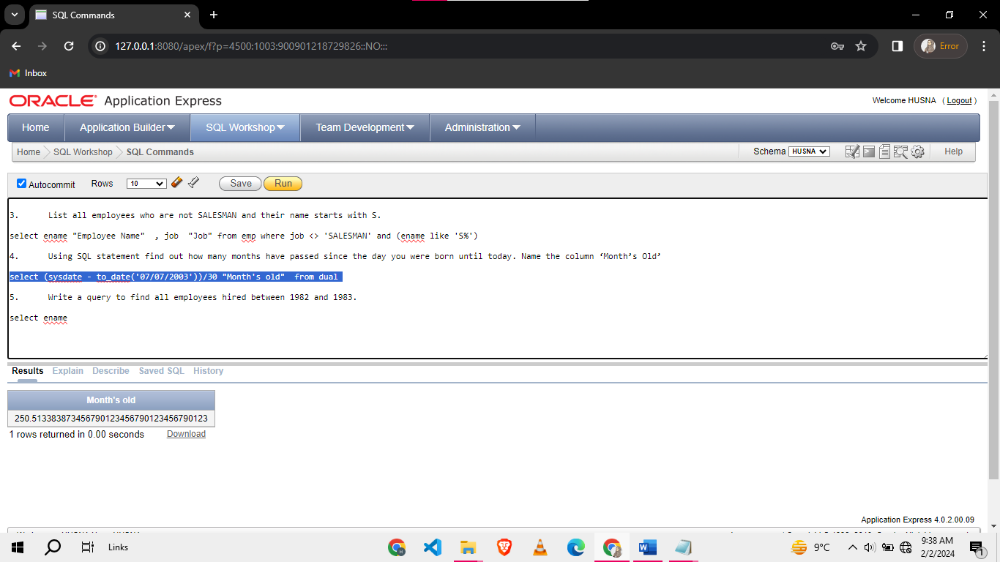 SQL Commands
127.0.0.1:8080/apex/f?p=4500:1003:900901218729826::NO:::
Error
Inbox
ORACLE Application Express
Welcome HUSNA ( Logout )
Home Application Builder SQL Workshop Team Development Administration
Home SQL Workshop SQL Commands
Schema HUSNA Help
Autocommit Rows 10 Save Run
3. List all employees who are not SALESMAN and their name starts with S.
select ename "Employee Name" , job "Job" from emp where job <> 'SALESMAN' and (ename like 'S%')
4. Using SQL statement find out how many months have passed since the day you were born until today. Name the column ‘Month’s Old’
select (sysdate - to_date('07/07/2003'))/30 "Month's old" from dual
5. Write a query to find all employees hired between 1982 and 1983.
select ename
Results Explain Describe Saved SQL History
Month's old
250.513383873456790123456790123456790123
1 rows returned in 0.00 seconds Download
Application Express 4.0.2.00.09
Links
9°C
9:38 AM
2/2/2024
1